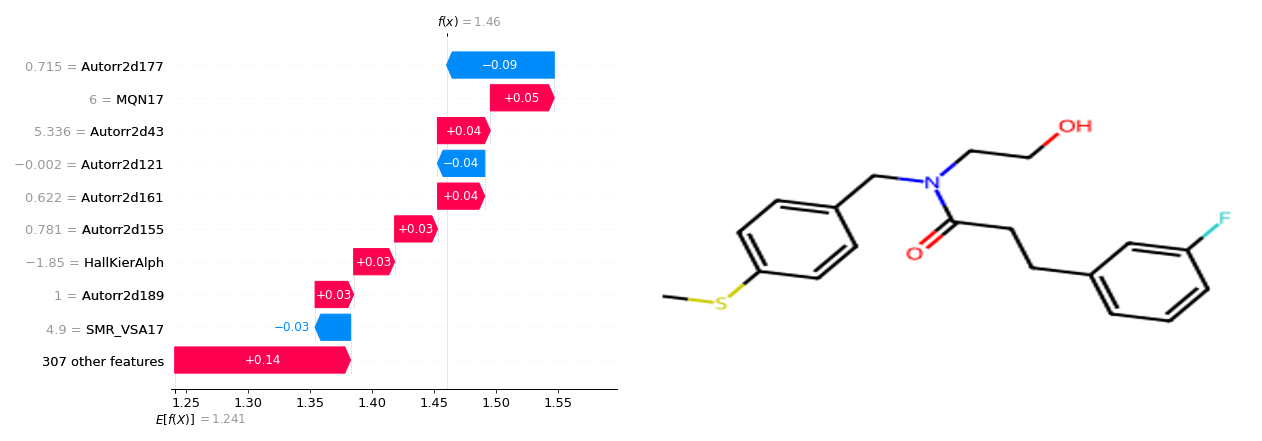 f(x) = 1.46
0.715 = Autorr2d177
−0.09
6 = MQN17
+0.05
5.336 = Autorr2d43
+0.04
−0.002 = Autorr2d121
−0.04
0.622 = Autorr2d161
+0.04
0.781 = Autorr2d155
+0.03
−1.85 = HallKierAlph
+0.03
1 = Autorr2d189
+0.03
4.9 = SMR_VSA17
−0.03
307 other features
+0.14
1.25 1.30 1.35 1.40 1.45 1.50 1.55
E[f(X)] = 1.241
OH
N
O
F
S